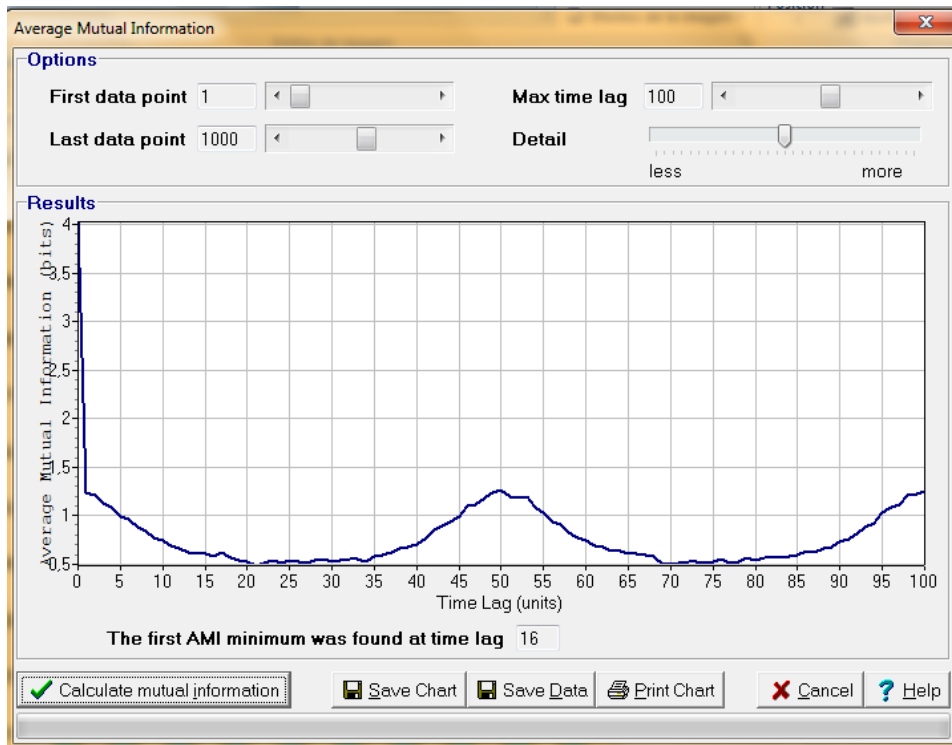 Average Mutual Information
Options
First data point 1
Max time lag 100
Last data point 1000
Detail
less more
Results
Average Mutual Information (bits)
4
3,5
3
2,5
2
1,5
1
0,5
0 5 10 15 20 25 30 35 40 45 50 55 60 65 70 75 80 85 90 95 100
Time Lag (units)
The first AMI minimum was found at time lag 16
Calculate mutual information Save Chart Save Data Print Chart Cancel ? Help